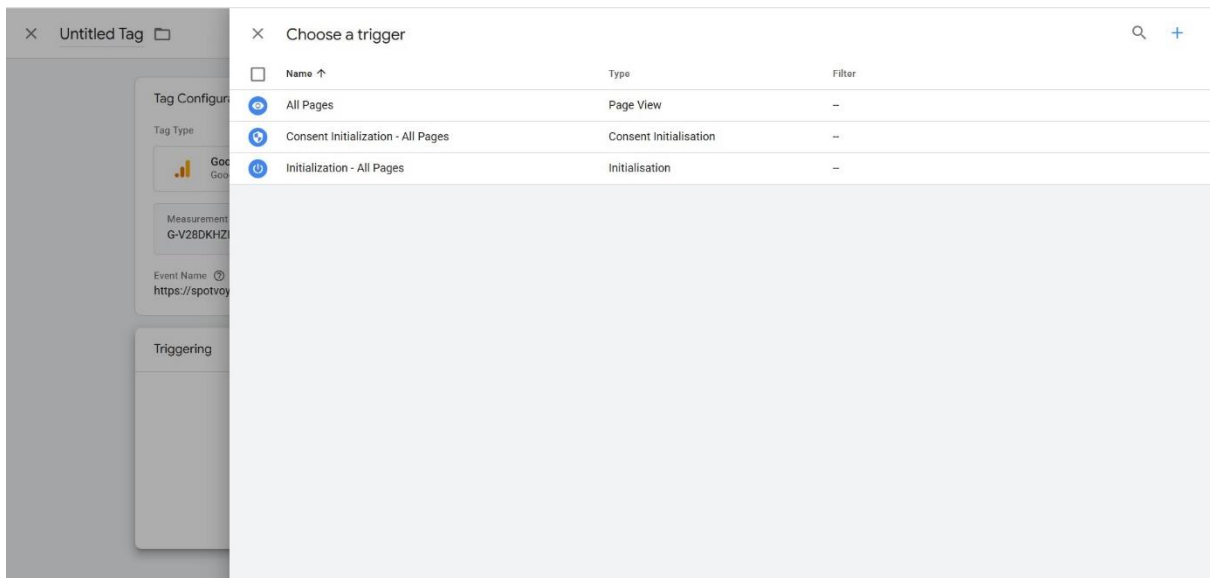 Untitled Tag
Choose a trigger
Name ↑ Type Filter
All Pages Page View --
Consent Initialization - All Pages Consent Initialisation --
Initialization - All Pages Initialisation --
Tag Configura
Tag Type
Goo
Goo
Measurement
G-V28DKHZ
Event Name
https://spotvoy
Triggering